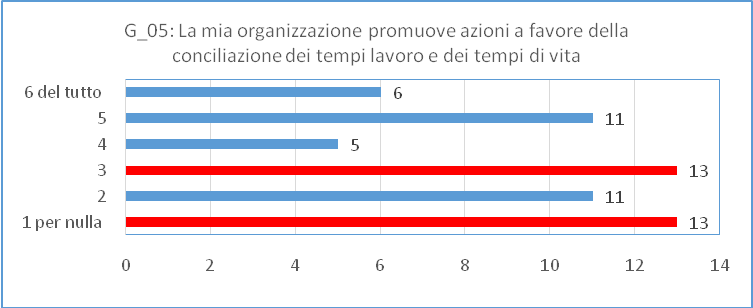 G_05: La mia organizzazione promuove azioni a favore della
conciliazione dei tempi lavoro e dei tempi di vita
6 del tutto 6
5 11
4 5
3 13
2 11
1 per nulla 13
0 2 4 6 8 10 12 14